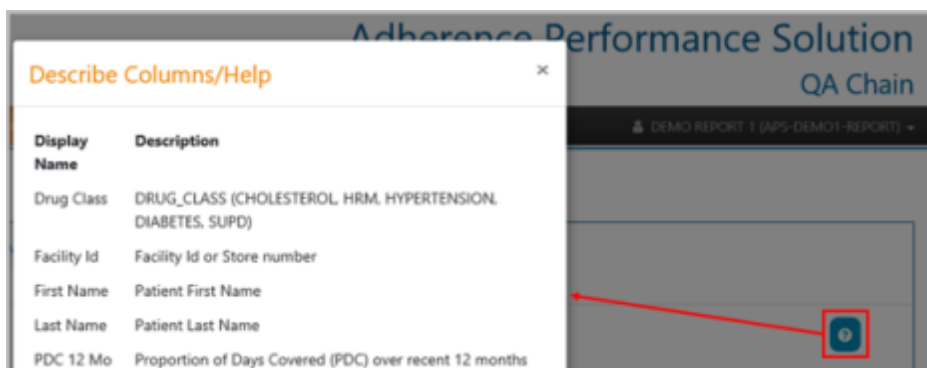 Adherence Performance Solution
QA Chain
DEMO REPORT 1 (APS-DEMO1-REPORT)
Describe Columns/Help ×
Display Name Description
Drug Class DRUG_CLASS (CHOLESTEROL, HRM, HYPERTENSION,
DIABETES, SUPD)
Facility Id Facility Id or Store number
First Name Patient First Name
Last Name Patient Last Name
PDC 12 Mo Proportion of Days Covered (PDC) over recent 12 months